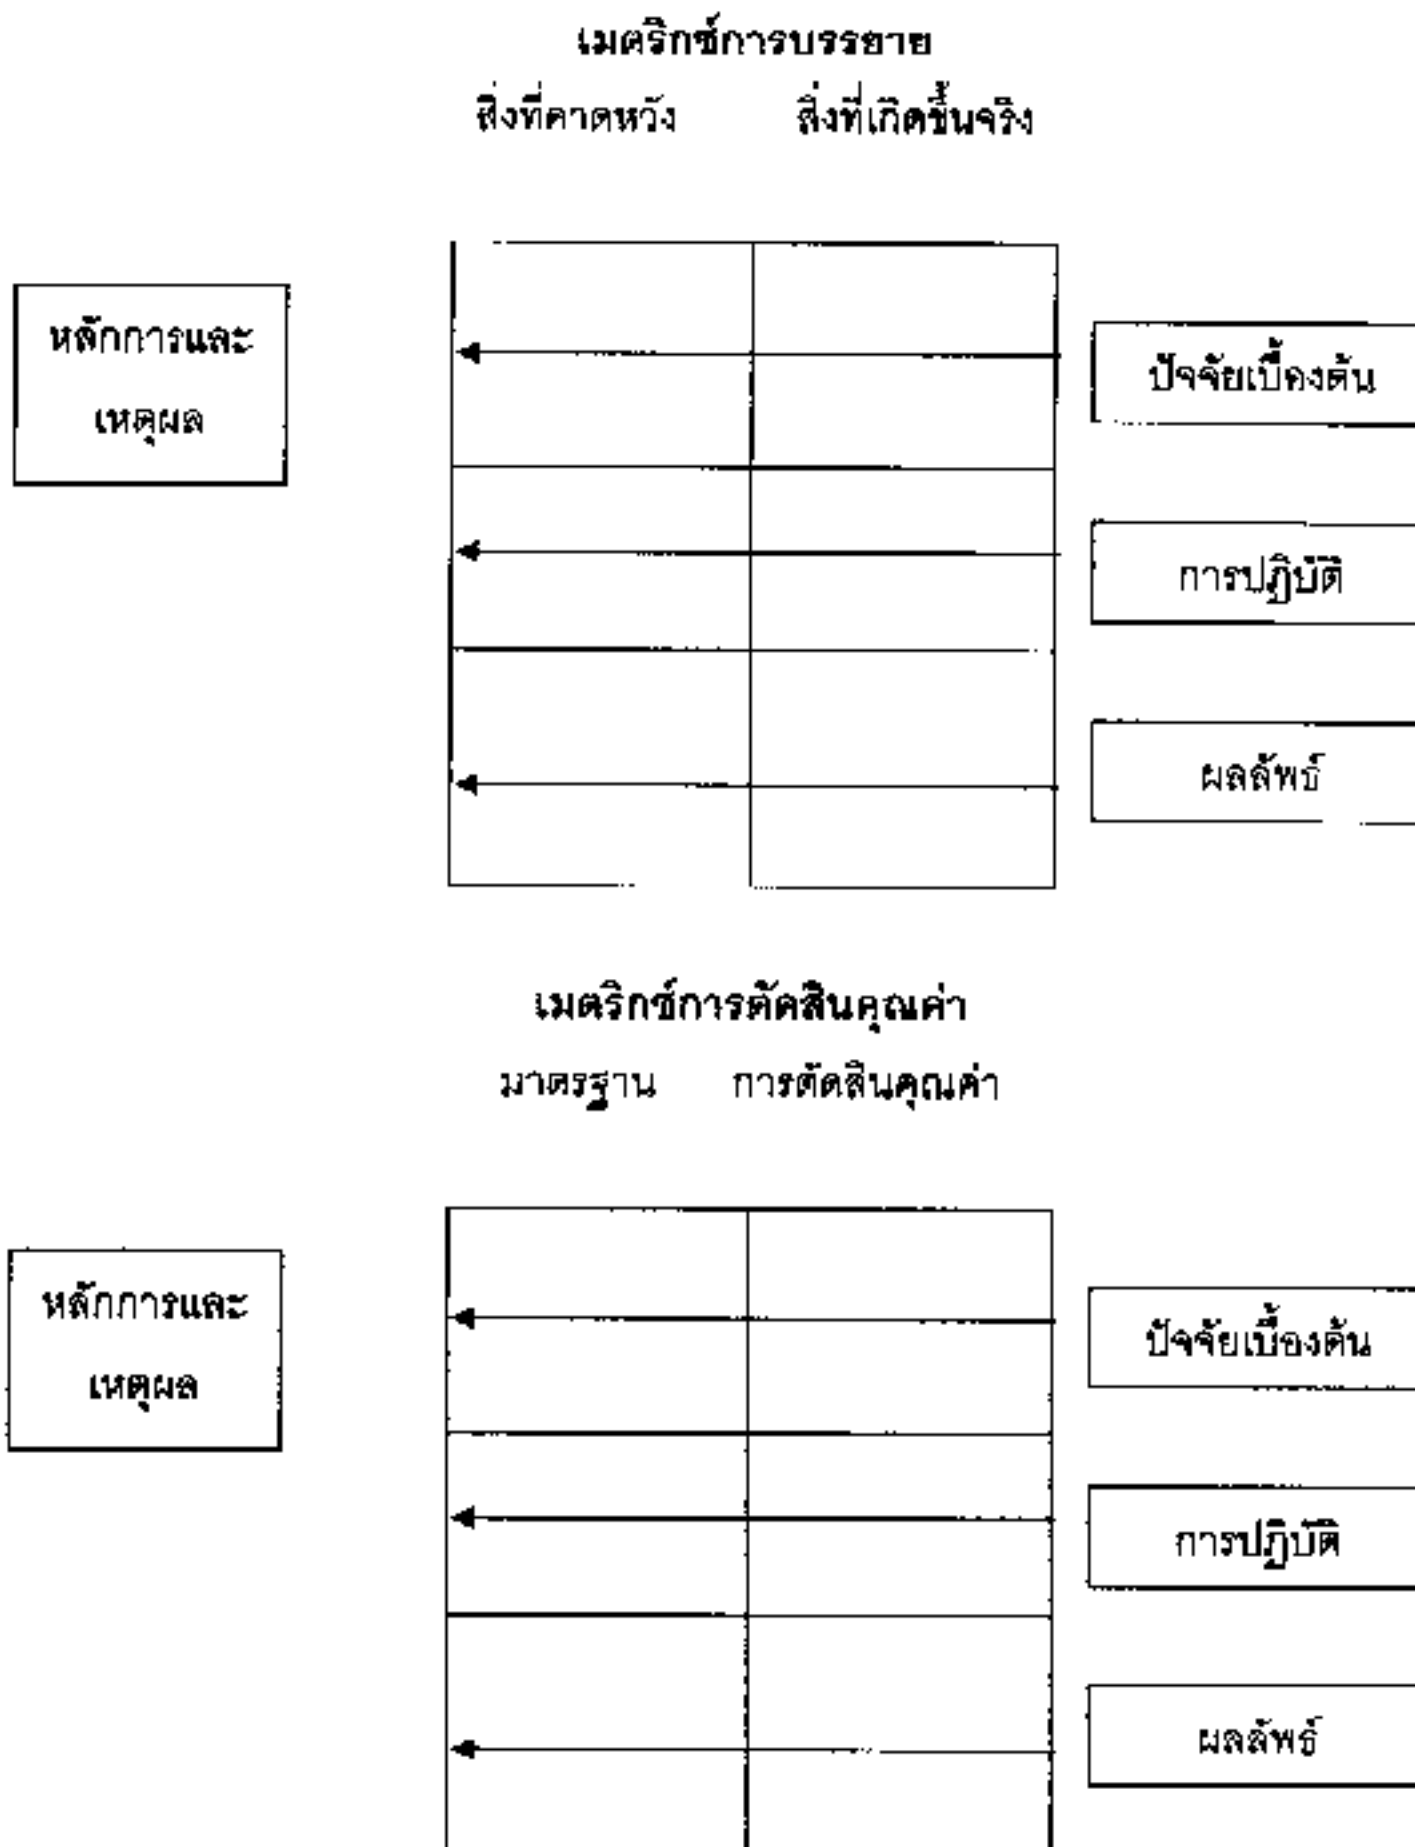 เมตริกซ์การบรรยาย
สิ่งที่คาดหวัง สิ่งที่เกิดขึ้นจริง
หลักการและ
เหตุผล
ปัจจัยเบื้องต้น
การปฏิบัติ
ผลลัพธ์
เมตริกซ์การตัดสินคุณค่า
มาตรฐาน การตัดสินคุณค่า
หลักการและ
เหตุผล
ปัจจัยเบื้องต้น
การปฏิบัติ
ผลลัพธ์